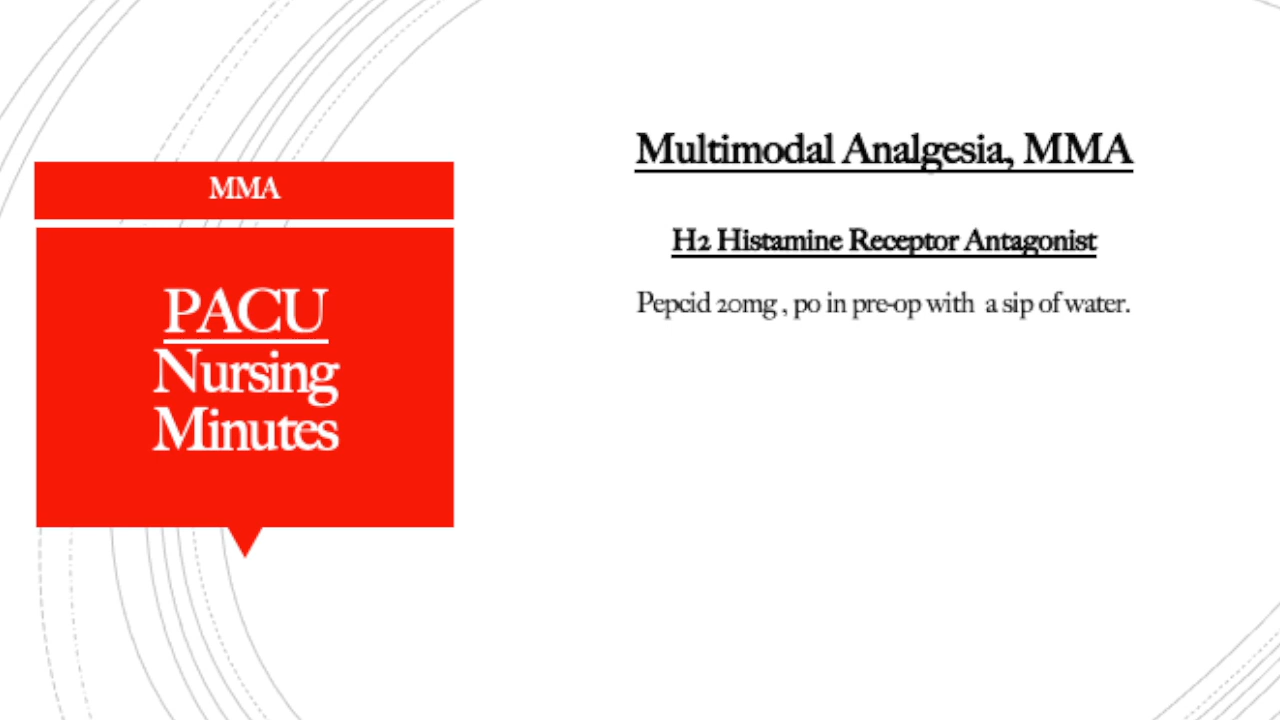 MMA
PACU
Nursing
Minutes
Multimodal Analgesia, MMA
H2 Histamine Receptor Antagonist
Pepcid 20mg , po in pre-op with  a sip of water.